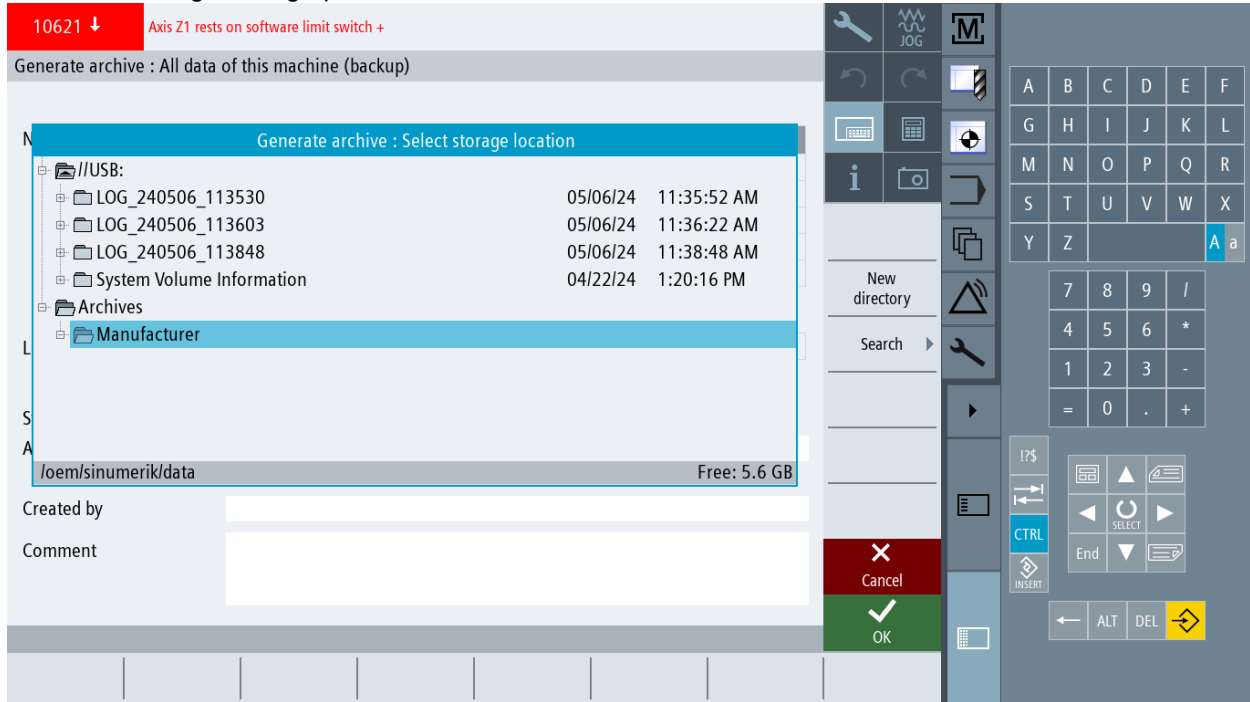 10621 Axis Z1 rests on software limit switch +
JOG
M
Generate archive : All data of this machine (backup)
Generate archive : Select storage location
//USB:
LOG_240506_113530 05/06/24 11:35:52 AM
LOG_240506_113603 05/06/24 11:36:22 AM
LOG_240506_113848 05/06/24 11:38:48 AM
System Volume Information 04/22/24 1:20:16 PM
Archives
Manufacturer
/oem/sinumerik/data Free: 5.6 GB
N
L
S
A
Created by
Comment
i
New
directory
Search
Cancel
OK
A B C D E F
G H I J K L
M N O P Q R
S T U V W X
Y Z A a
7 8 9 /
4 5 6 *
1 2 3 -
= 0 . +
!?$
SELECT
CTRL
End
INSERT
ALT DEL